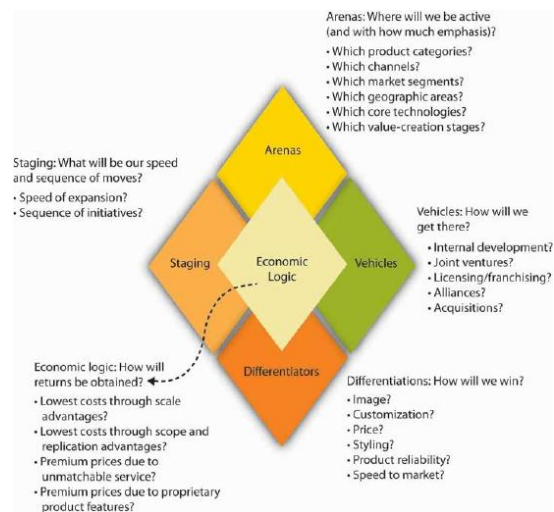 Arenas: Where will we be active
(and with how much emphasis)?
• Which product categories?
• Which channels?
• Which market segments?
• Which geographic areas?
• Which core technologies?
• Which value-creation stages?
Arenas
Staging: What will be our speed
and sequence of moves?
• Speed of expansion?
• Sequence of initiatives?
Staging
Economic
Logic
Vehicles
Vehicles: How will we
get there?
• Internal development?
• Joint ventures?
• Licensing/franchising?
• Alliances?
• Acquisitions?
Differentiators
Economic logic: How will
returns be obtained?
• Lowest costs through scale
advantages?
• Lowest costs through scope and
replication advantages?
• Premium prices due to
unmatchable service?
• Premium prices due to proprietary
product features?
Differentiations: How will we win?
• Image?
• Customization?
• Price?
• Styling?
• Product reliability?
• Speed to market?